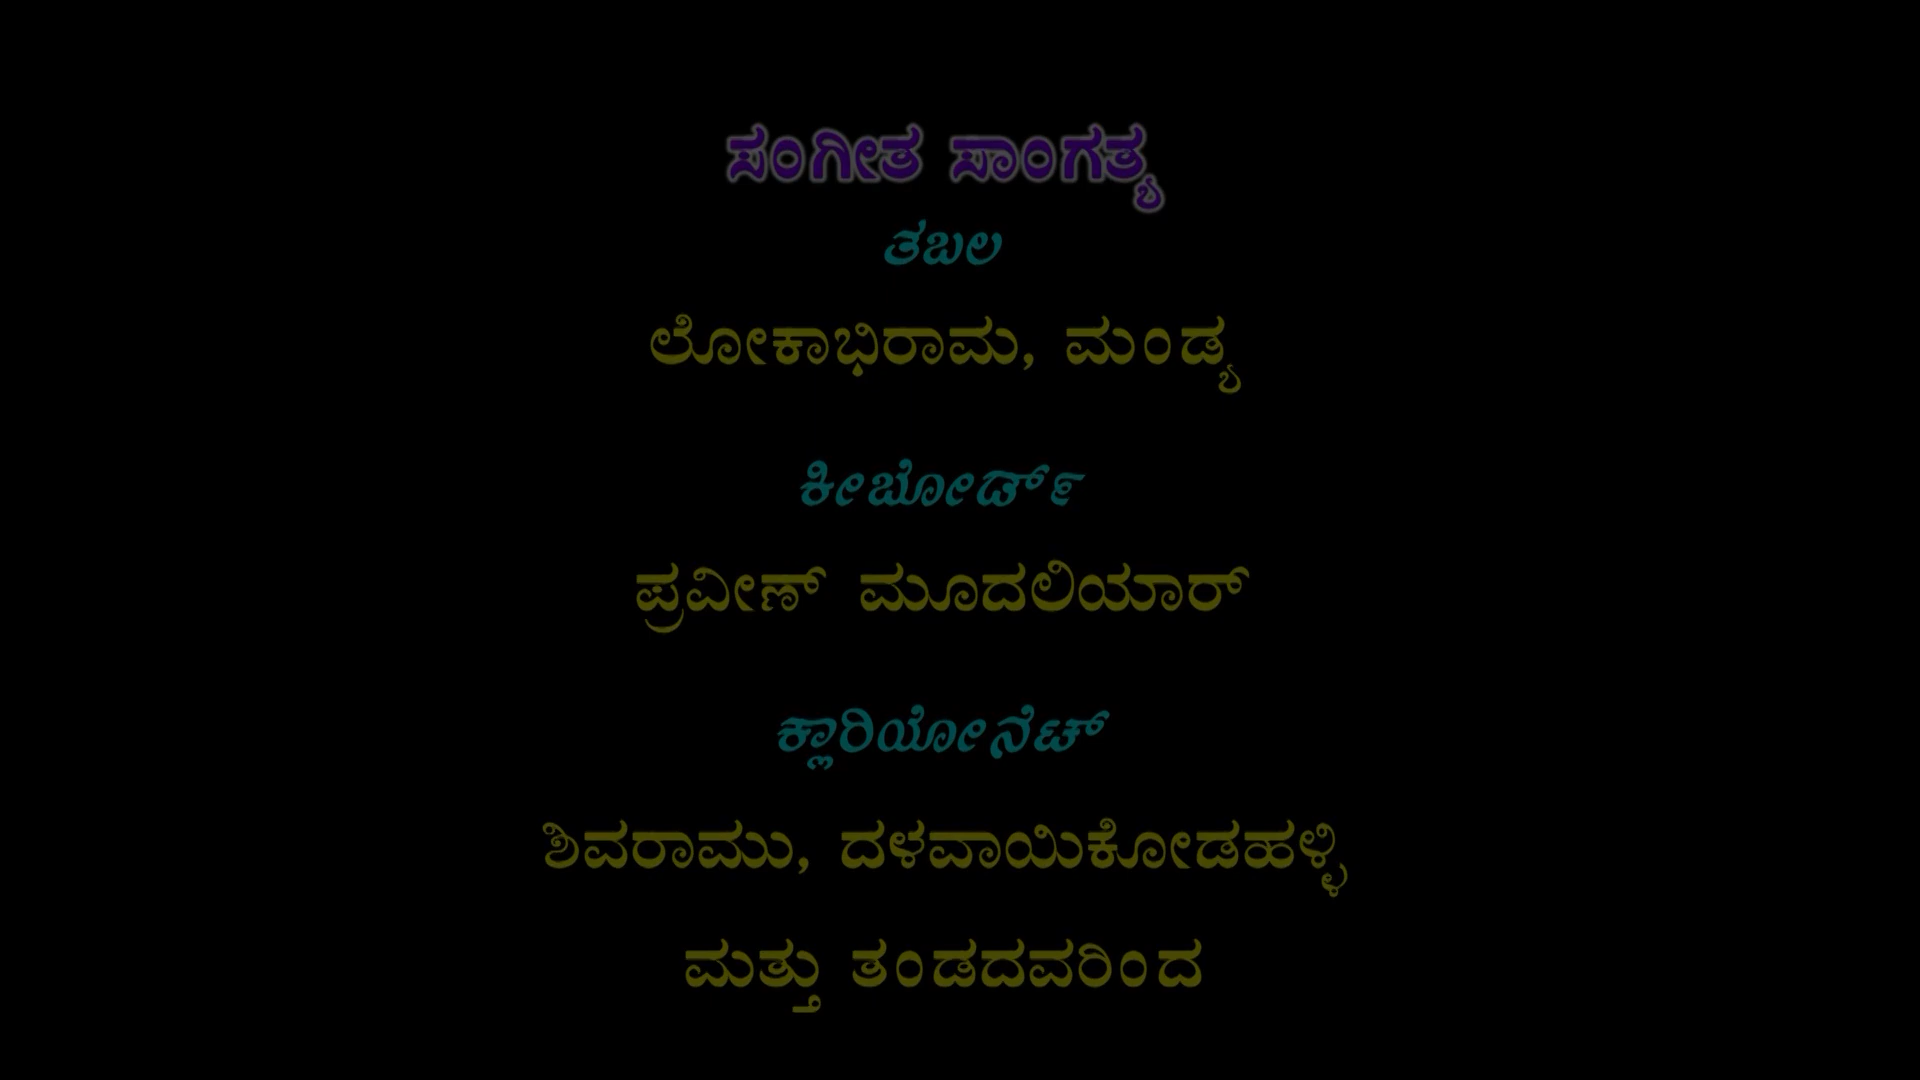 ಸಂಗೀತ ಸಾಂಗತ್ಯ
ತಬಲ
ಲೋಕಾಭಿರಾಮ, ಮಂಡ್ಯ
ಕೀಬೋರ್ಡ್
ಪ್ರವೀಣ್ ಮೂದಲಿಯಾರ್
ಕ್ಲಾರಿಯೋನೆಟ್
ಶಿವರಾಮು, ದಳವಾಯಿಕೋಡಹಳ್ಳಿ
ಮತ್ತು ತಂಡದವರಿಂದ